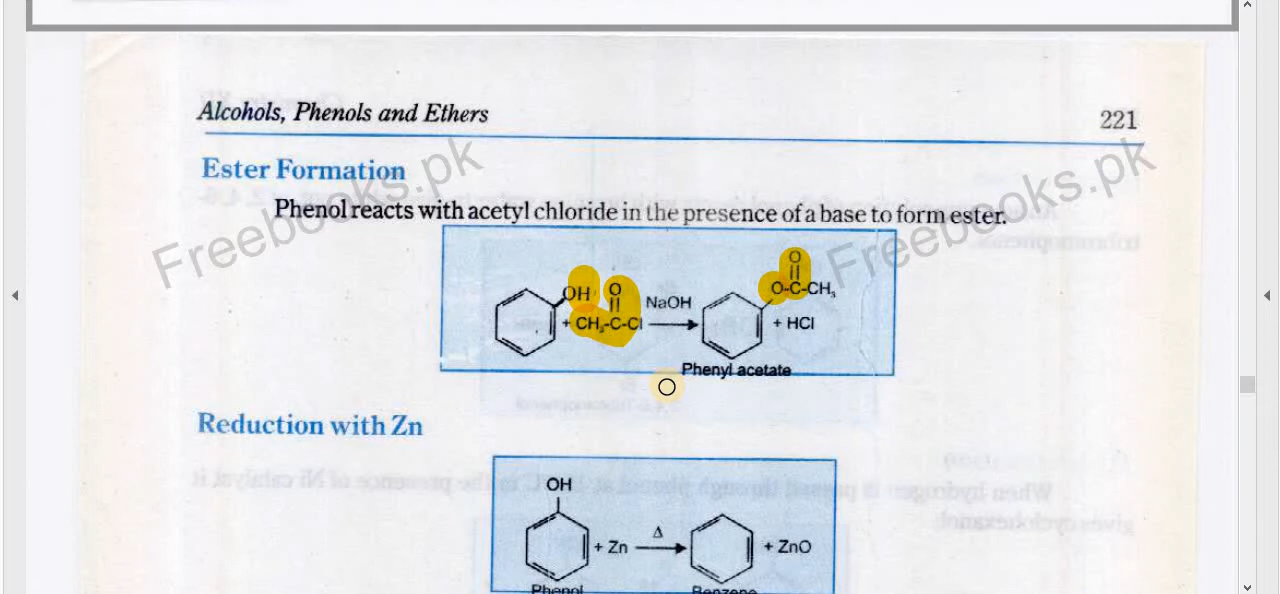 Alcohols, Phenols and Ethers 221
Ester Formation
Phenol reacts with acetyl chloride in the presence of a base to form ester.
Freebooks.pk
Freebooks.pk
O
OH O NaOH O-C-CH₃
+ CH₃-C-Cl + HCl
Phenyl acetate
Reduction with Zn
OH
+ Zn Δ + ZnO
Phenol Benzene